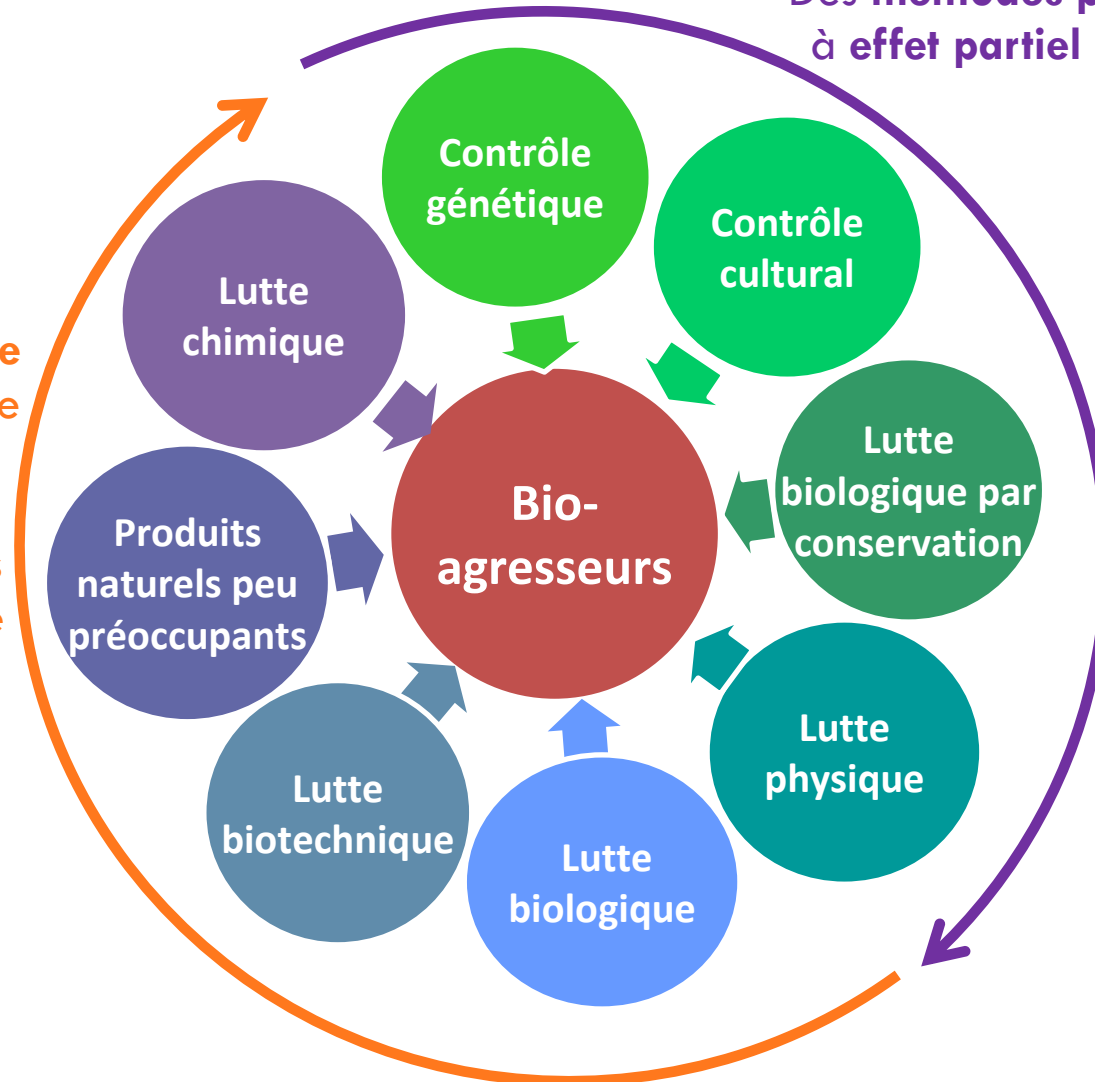 à effet partiel
Contrôle
génétique
Contrôle
cultural
Lutte
chimique
Lutte
biologique par
conservation
Bio-
agresseurs
Produits
naturels peu
préoccupants
Lutte
physique
Lutte
biotechnique
Lutte
biologique